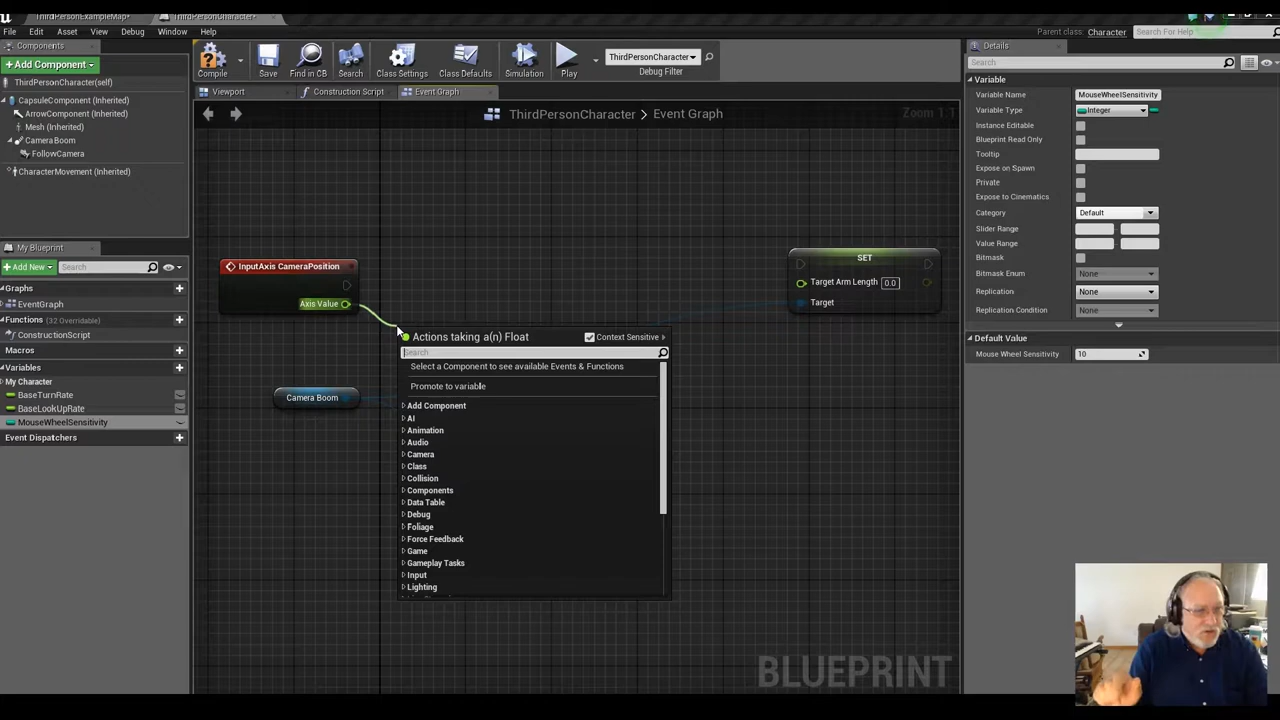 ThirdPersonExampleMap*
ThirdPersonCharacter*
File Edit Asset View Debug Window Help
Parent class: Character
Search For Help
Components
+Add Component
ThirdPersonCharacter(self)
CapsuleComponent (Inherited)
ArrowComponent (Inherited)
Mesh (Inherited)
CameraBoom
FollowCamera
CharacterMovement (Inherited)
Compile
Save
Find in CB
Search
Class Settings
Class Defaults
Simulation
Play
ThirdPersonCharacter
Debug Filter
Viewport
Construction Script
Event Graph
ThirdPersonCharacter > Event Graph
Zoom 1:1
My Blueprint
+Add New
Search
Graphs
EventGraph
Functions (32 Overridable)
ConstructionScript
Macros
Variables
My Character
BaseTurnRate
BaseLookUpRate
MouseWheelSensitivity
Event Dispatchers
InputAxis CameraPosition
Axis Value
Camera Boom
SET
Target Arm Length 0.0
Target
Actions taking a(n) Float
Context Sensitive
Search
Select a Component to see available Events & Functions
Promote to variable
Add Component
AI
Animation
Audio
Camera
Class
Collision
Components
Data Table
Debug
Foliage
Force Feedback
Game
Gameplay Tasks
Input
Lighting
BLUEPRINT
Details
Search
Variable
Variable Name MouseWheelSensitivity
Variable Type Integer
Instance Editable
Blueprint Read Only
Tooltip
Expose on Spawn
Private
Expose to Cinematics
Category Default
Slider Range
Value Range
Bitmask
Bitmask Enum None
Replication None
Replication Condition None
Default Value
Mouse Wheel Sensitivity 10